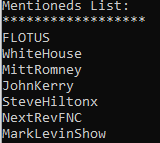 Mentioneds List:
******************
FLOTUS
WhiteHouse
MittRomney
JohnKerry
SteveHiltonx
NextRevFNC
MarkLevinShow